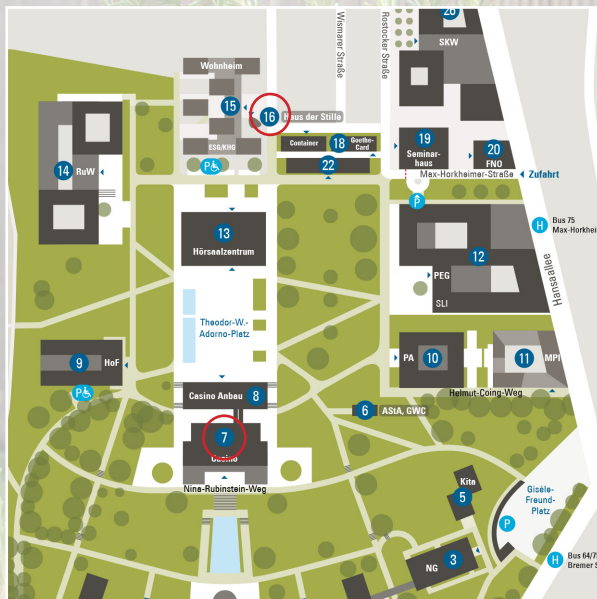 Wismarer Straße
Rostocker Straße
SKW
Wohnheim
15
16
Haus der Stille
ESG/KHG
P
Container
18
Goethe-
Card
22
19
Seminar-
haus
20
FNO
Max-Horkheimer-Straße
Zufahrt
P
14
RuW
13
Hörsaalzentrum
H
Bus 75
Max-Horkhei
Hansaallee
12
PEG
SLI
Theodor-W.-
Adorno-Platz
9
HoF
P
PA
10
11
MPI
Helmut-Coing-Weg
Casino Anbau
8
6
AStA, GWC
7
Casino
Nina-Rubinstein-Weg
Kita
5
Gisèle-
Freund-
Platz
P
NG
3
H
Bus 64/75
Bremer S